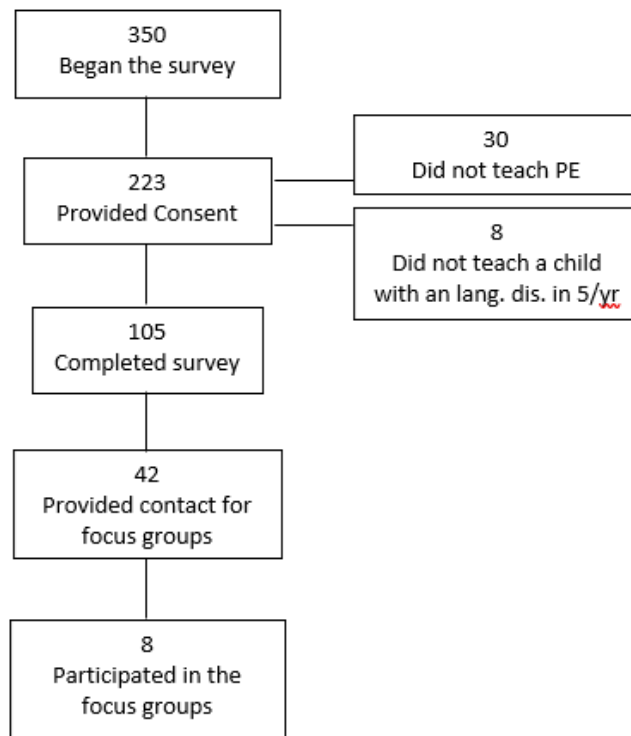 350
Began the survey
30
Did not teach PE
223
Provided Consent
8
Did not teach a child
with an lang. dis. in 5/yr
105
Completed survey
42
Provided contact for
focus groups
8
Participated in the
focus groups